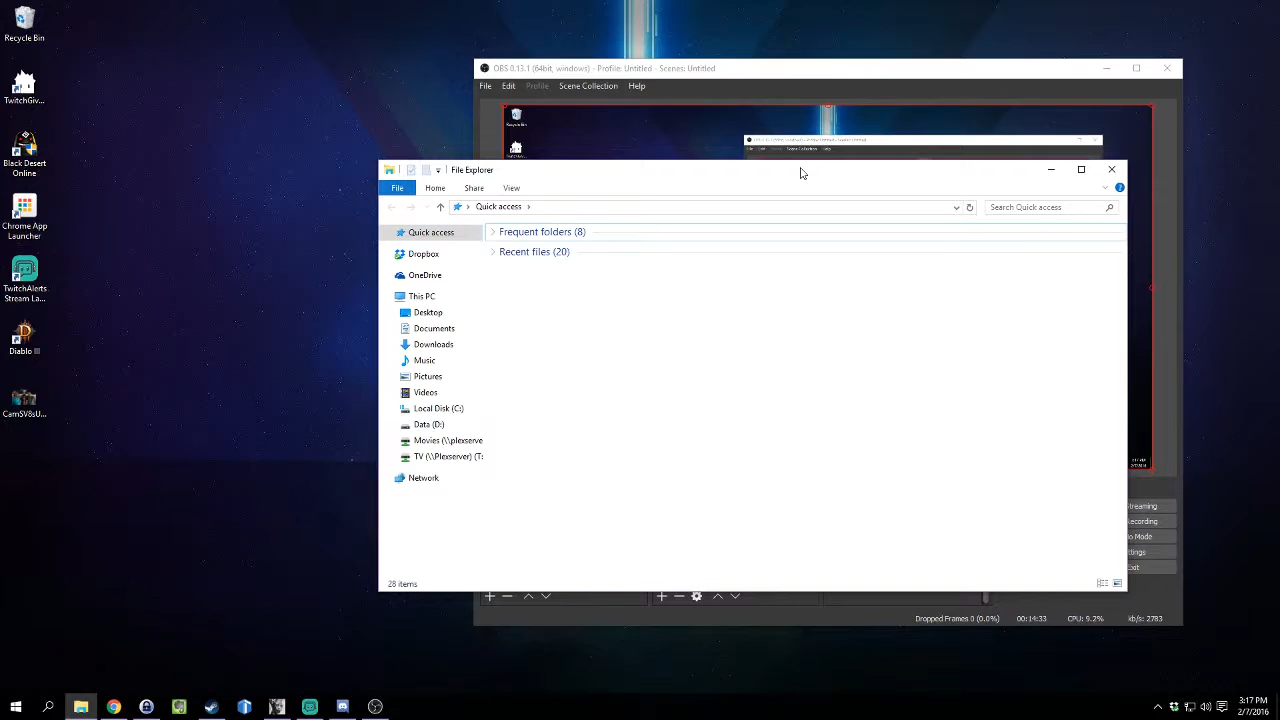 Recycle Bin
TwitchGiv...
Black Desert
Online
Chrome App
Launcher
TwitchAlerts
Stream La...
Diablo III
CamSV8sU...
OBS 0.13.1 (64bit, windows) - Profile: Untitled - Scenes: Untitled
File Edit Profile Scene Collection Help
Recycle Bin
File Explorer
File Home Share View
Quick access
Search Quick access
Quick access
Dropbox
OneDrive
This PC
Desktop
Documents
Downloads
Music
Pictures
Videos
Local Disk (C:)
Data (D:)
Movies (\\plexserve
TV (\\Plexserver) (T:
Network
Frequent folders (8)
Recent files (20)
28 items
Streaming
Recording
o Mode
ttings
Exit
Dropped Frames 0 (0.0%) 00:14:33 CPU: 9.2% kb/s: 2783
3:17 PM
2/7/2016